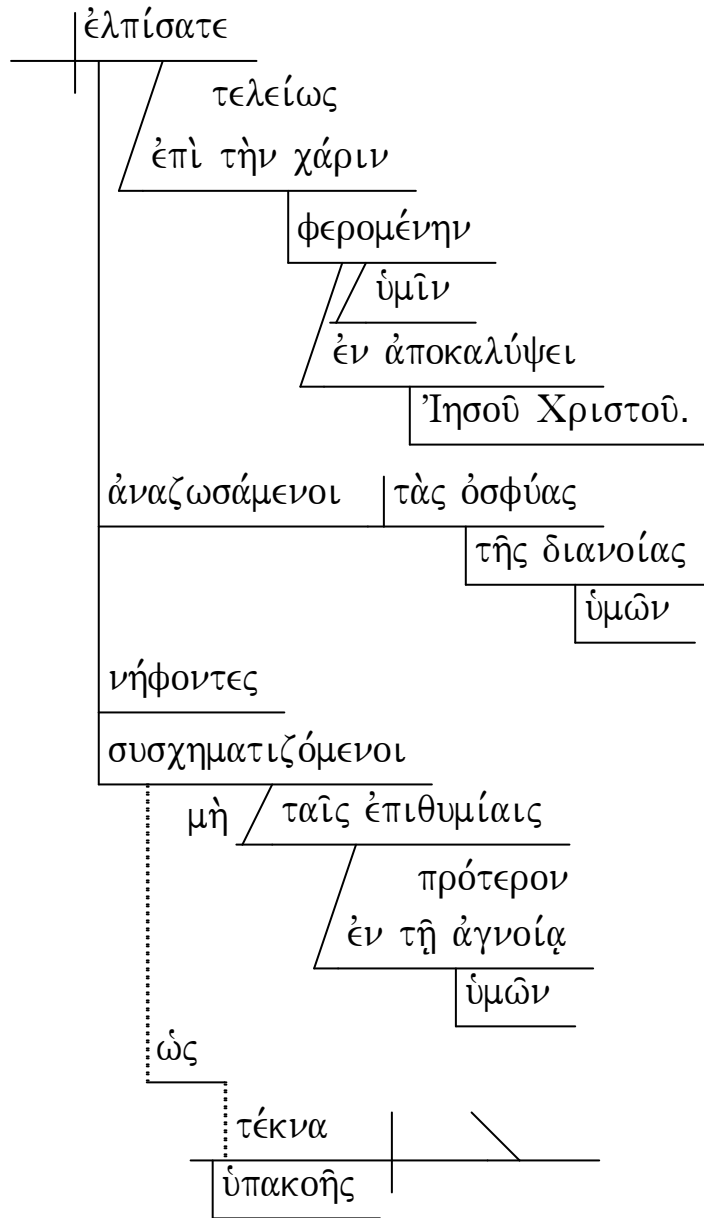 ἐλπίσατε
τελείως
ἐπὶ τὴν χάριν
φερομένην
ὑμῖν
ἐν ἀποκαλύψει
Ἰησοῦ Χριστοῦ.
ἀναζωσάμενοι τὰς ὀσφύας
τῆς διανοίας
ὑμῶν
νήφοντες
συσχηματιζόμενοι
μὴ ταῖς ἐπιθυμίαις
πρότερον
ἐν τῇ ἀγνοίᾳ
ὑμῶν
ὡς
τέκνα
ὑπακοῆς